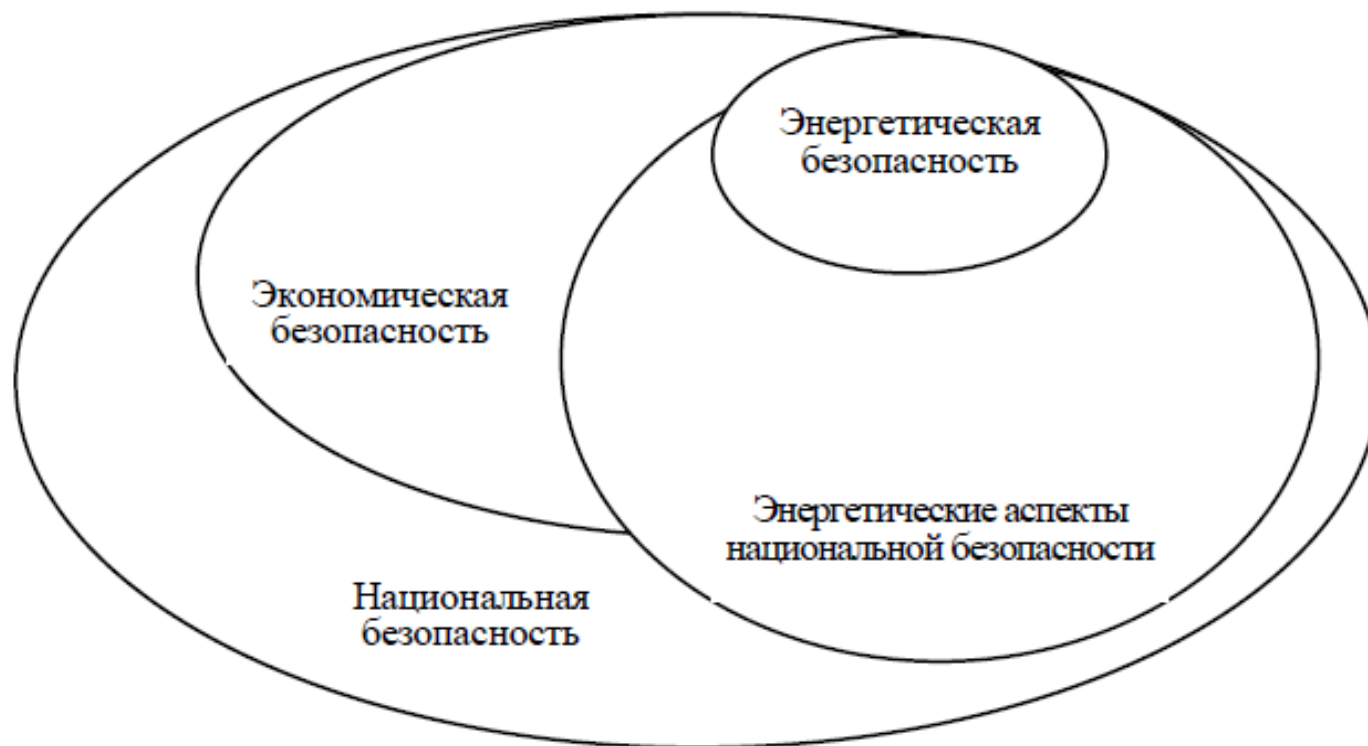 Энергетическая
безопасность
Экономическая
безопасность
Энергетические аспекты
национальной безопасности
Национальная
безопасность